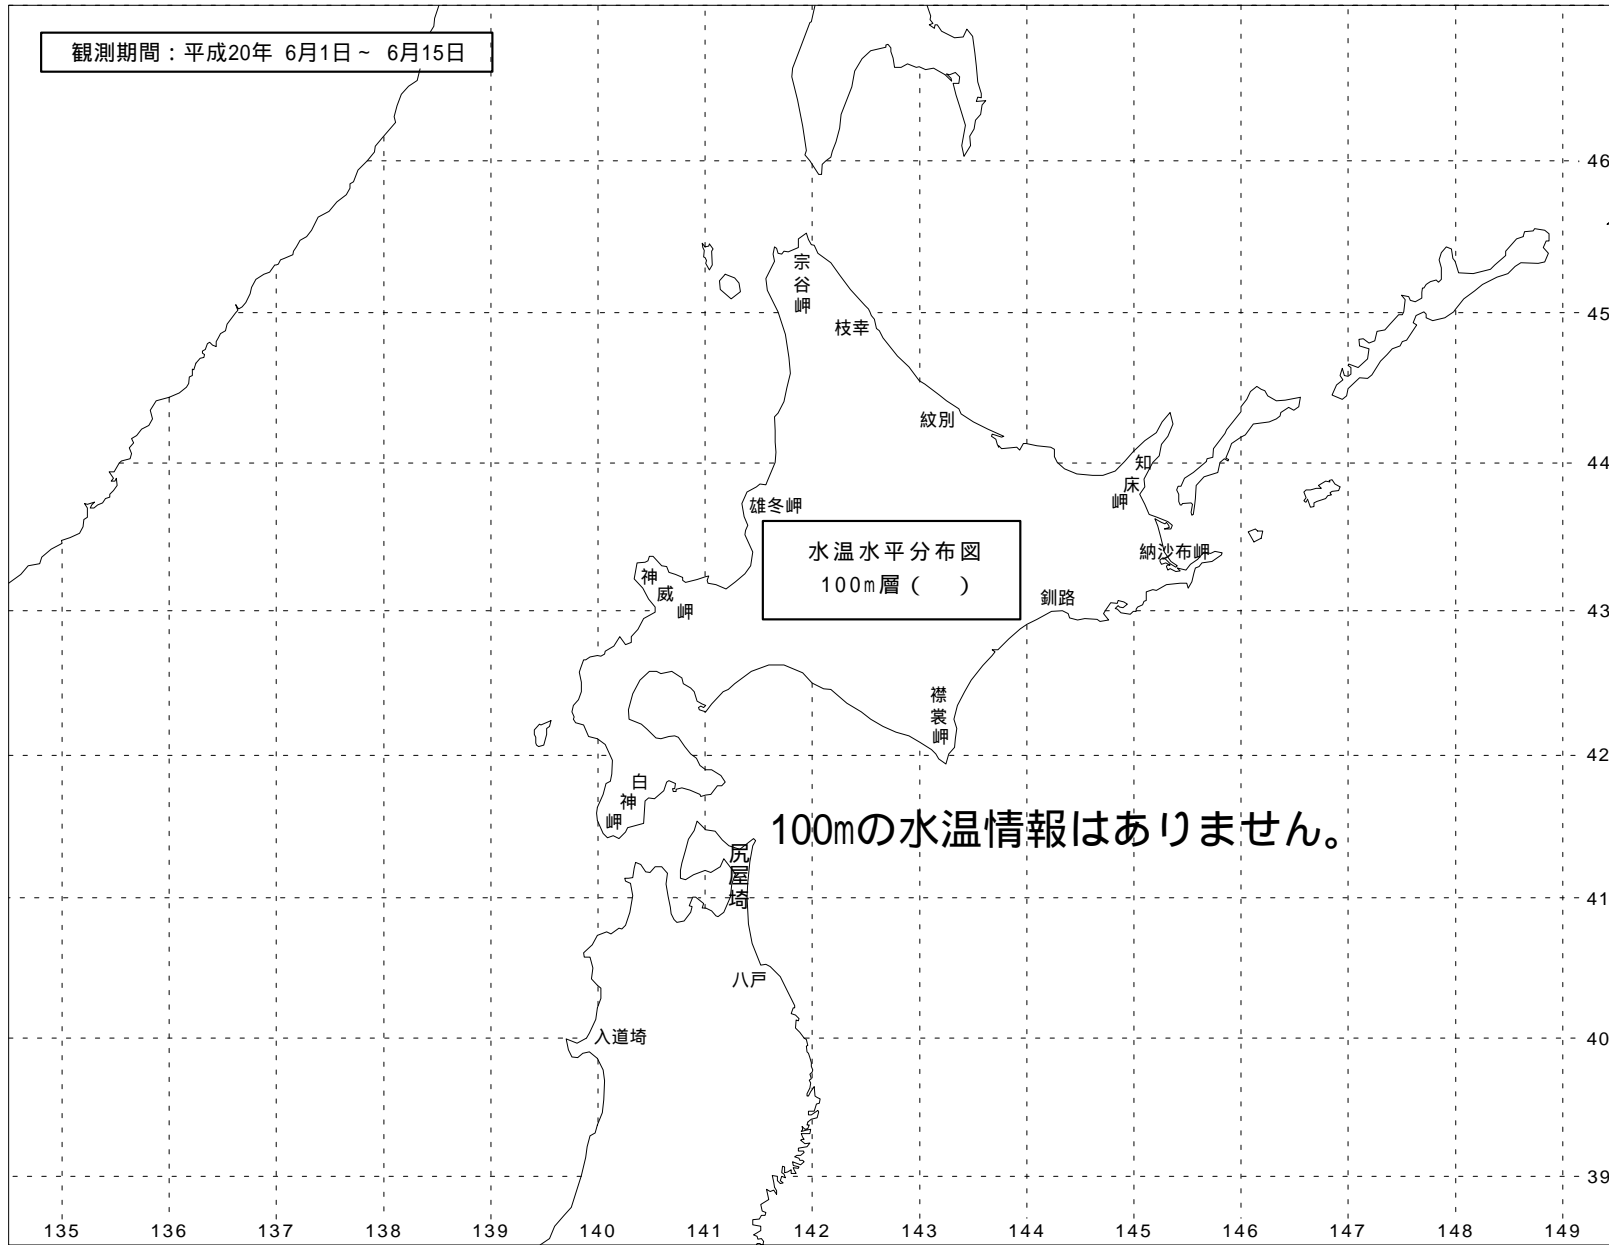 観測期間：平成20年 6月1日～ 6月15日
46
宗谷岬
45
枝幸
紋別
44
知床岬
雄冬岬
水温水平分布図
100m層（　）
納沙布岬
神威岬
釧路
43
襟裳岬
42
白神岬
100mの水温情報はありません。
尻屋埼
41
八戸
入道埼
40
39
135 136 137 138 139 140 141 142 143 144 145 146 147 148 149